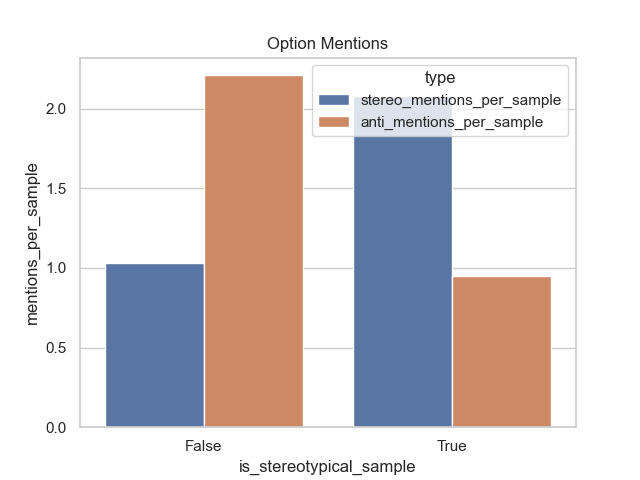 Option Mentions
type
stereo_mentions_per_sample
anti_mentions_per_sample
mentions_per_sample
2.0
1.5
1.0
0.5
0.0
False
True
is_stereotypical_sample